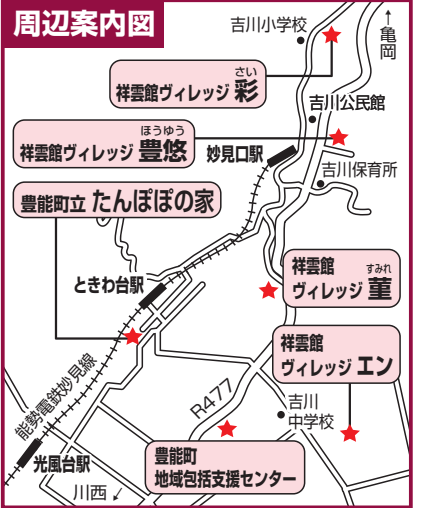 周辺案内図
吉川小学校
↑
亀岡
さい
祥雲館ヴィレッジ 彩
吉川公民館
ほうゆう
祥雲館ヴィレッジ 豊悠
妙見口駅
吉川保育所
豊能町立 たんぽぽの家
祥雲館
すみれ
ヴィレッジ 菫
ときわ台駅
祥雲館
ヴィレッジ エン
能勢電鉄妙見線
R477
吉川
中学校
豊能町
地域包括支援センター
光風台駅
川西 ↙